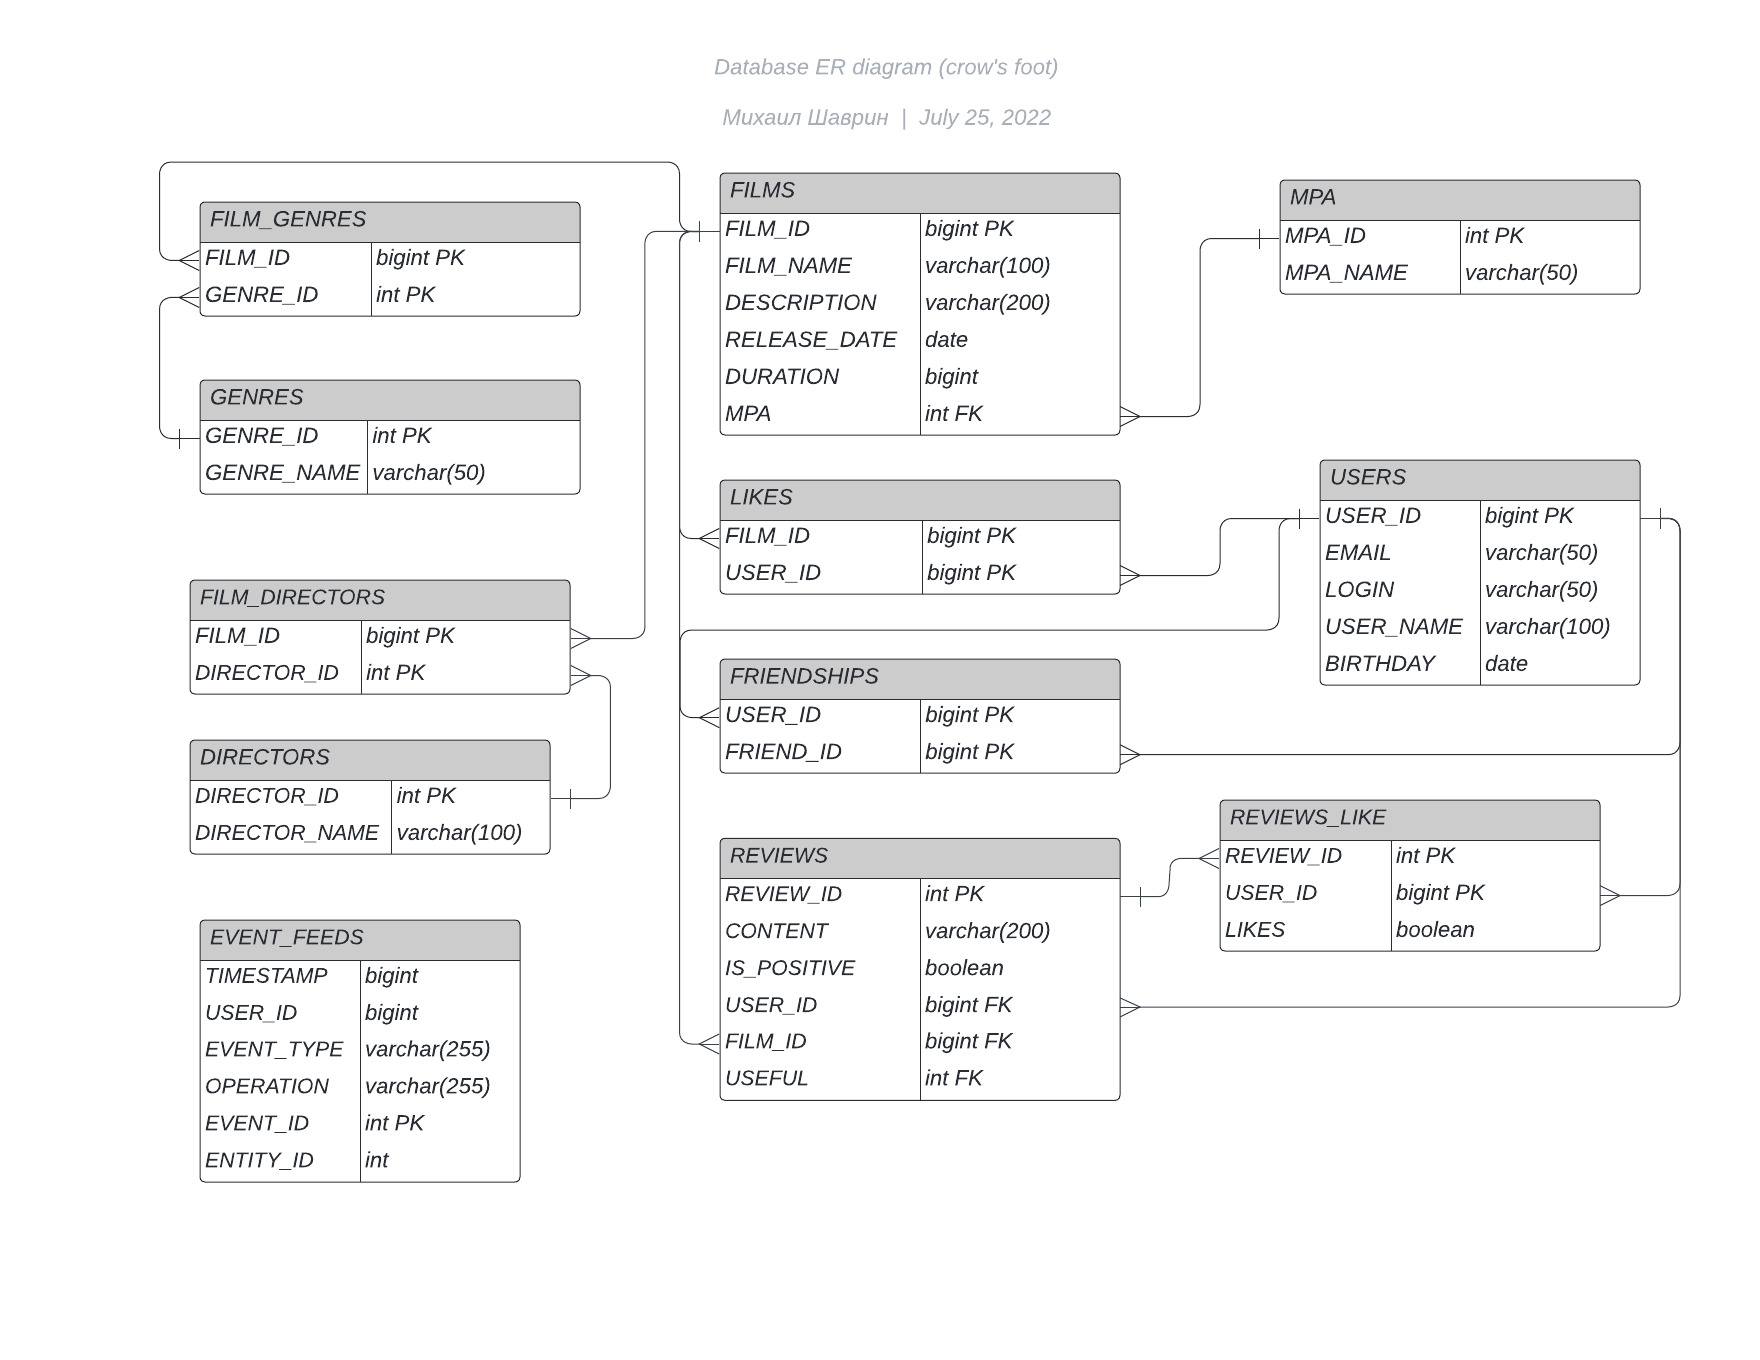 Database ER diagram (crow's foot)
Михаил Шаврин | July 25, 2022
FILM_GENRES
FILM_ID bigint PK
GENRE_ID int PK
GENRES
GENRE_ID int PK
GENRE_NAME varchar(50)
FILM_DIRECTORS
FILM_ID bigint PK
DIRECTOR_ID int PK
DIRECTORS
DIRECTOR_ID int PK
DIRECTOR_NAME varchar(100)
EVENT_FEEDS
TIMESTAMP bigint
USER_ID bigint
EVENT_TYPE varchar(255)
OPERATION varchar(255)
EVENT_ID int PK
ENTITY_ID int
FILMS
FILM_ID bigint PK
FILM_NAME varchar(100)
DESCRIPTION varchar(200)
RELEASE_DATE date
DURATION bigint
MPA int FK
LIKES
FILM_ID bigint PK
USER_ID bigint PK
FRIENDSHIPS
USER_ID bigint PK
FRIEND_ID bigint PK
REVIEWS
REVIEW_ID int PK
CONTENT varchar(200)
IS_POSITIVE boolean
USER_ID bigint FK
FILM_ID bigint FK
USEFUL int FK
MPA
MPA_ID int PK
MPA_NAME varchar(50)
USERS
USER_ID bigint PK
EMAIL varchar(50)
LOGIN varchar(50)
USER_NAME varchar(100)
BIRTHDAY date
REVIEWS_LIKE
REVIEW_ID int PK
USER_ID bigint PK
LIKES boolean